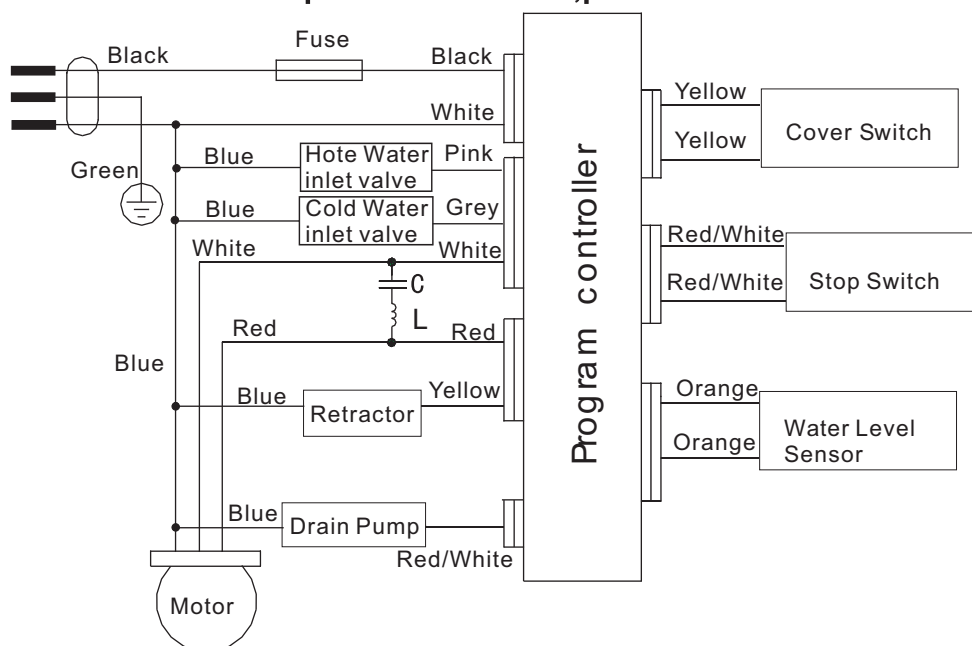 Fuse
Black
Black
White
Green
Blue
Hote Water
inlet valve
Pink
Blue
Cold Water
inlet valve
Grey
White
White
C
L
Red
Red
Blue
Blue
Retractor
Yellow
Blue
Drain Pump
Red/White
Motor
Program controller
Yellow
Yellow
Cover Switch
Red/White
Red/White
Stop Switch
Orange
Orange
Water Level
Sensor